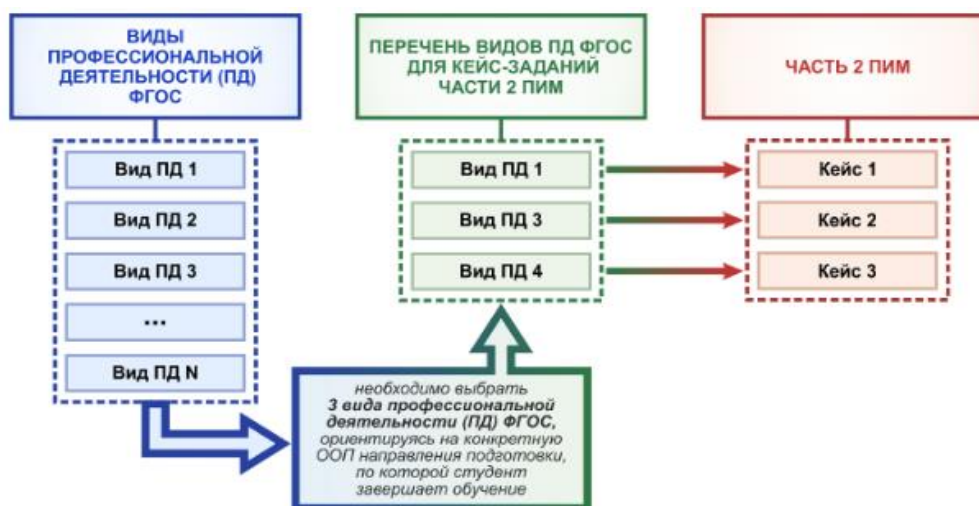 ВИДЫ
ПРОФЕССИОНАЛЬНОЙ
ДЕЯТЕЛЬНОСТИ (ПД)
ФГОС
Вид ПД 1
Вид ПД 2
Вид ПД 3
...
Вид ПД N
необходимо выбрать
3 вида профессиональной
деятельности (ПД) ФГОС,
ориентируясь на конкретную
ООП направления подготовки,
по которой студент
завершает обучение
ПЕРЕЧЕНЬ ВИДОВ ПД ФГОС
ДЛЯ КЕЙС-ЗАДАНИЙ
ЧАСТИ 2 ПИМ
Вид ПД 1
Вид ПД 3
Вид ПД 4
ЧАСТЬ 2 ПИМ
Кейс 1
Кейс 2
Кейс 3